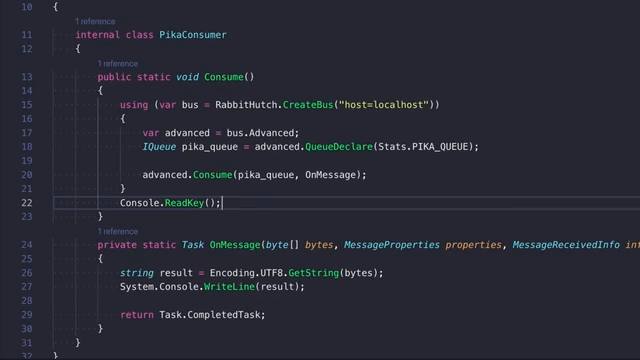 10 {
1 reference
11 internal class PikaConsumer
12 {
1 reference
13 public static void Consume()
14 {
15 using (var bus = RabbitHutch.CreateBus("host=localhost"))
16 {
17 var advanced = bus.Advanced;
18 IQueue pika_queue = advanced.QueueDeclare(Stats.PIKA_QUEUE);
19
20 advanced.Consume(pika_queue, OnMessage);
21 }
22 Console.ReadKey();
23 }
1 reference
24 private static Task OnMessage(byte[] bytes, MessageProperties properties, MessageReceivedInfo inf
25 {
26 string result = Encoding.UTF8.GetString(bytes);
27 System.Console.WriteLine(result);
28
29 return Task.CompletedTask;
30 }
31 }
32 }